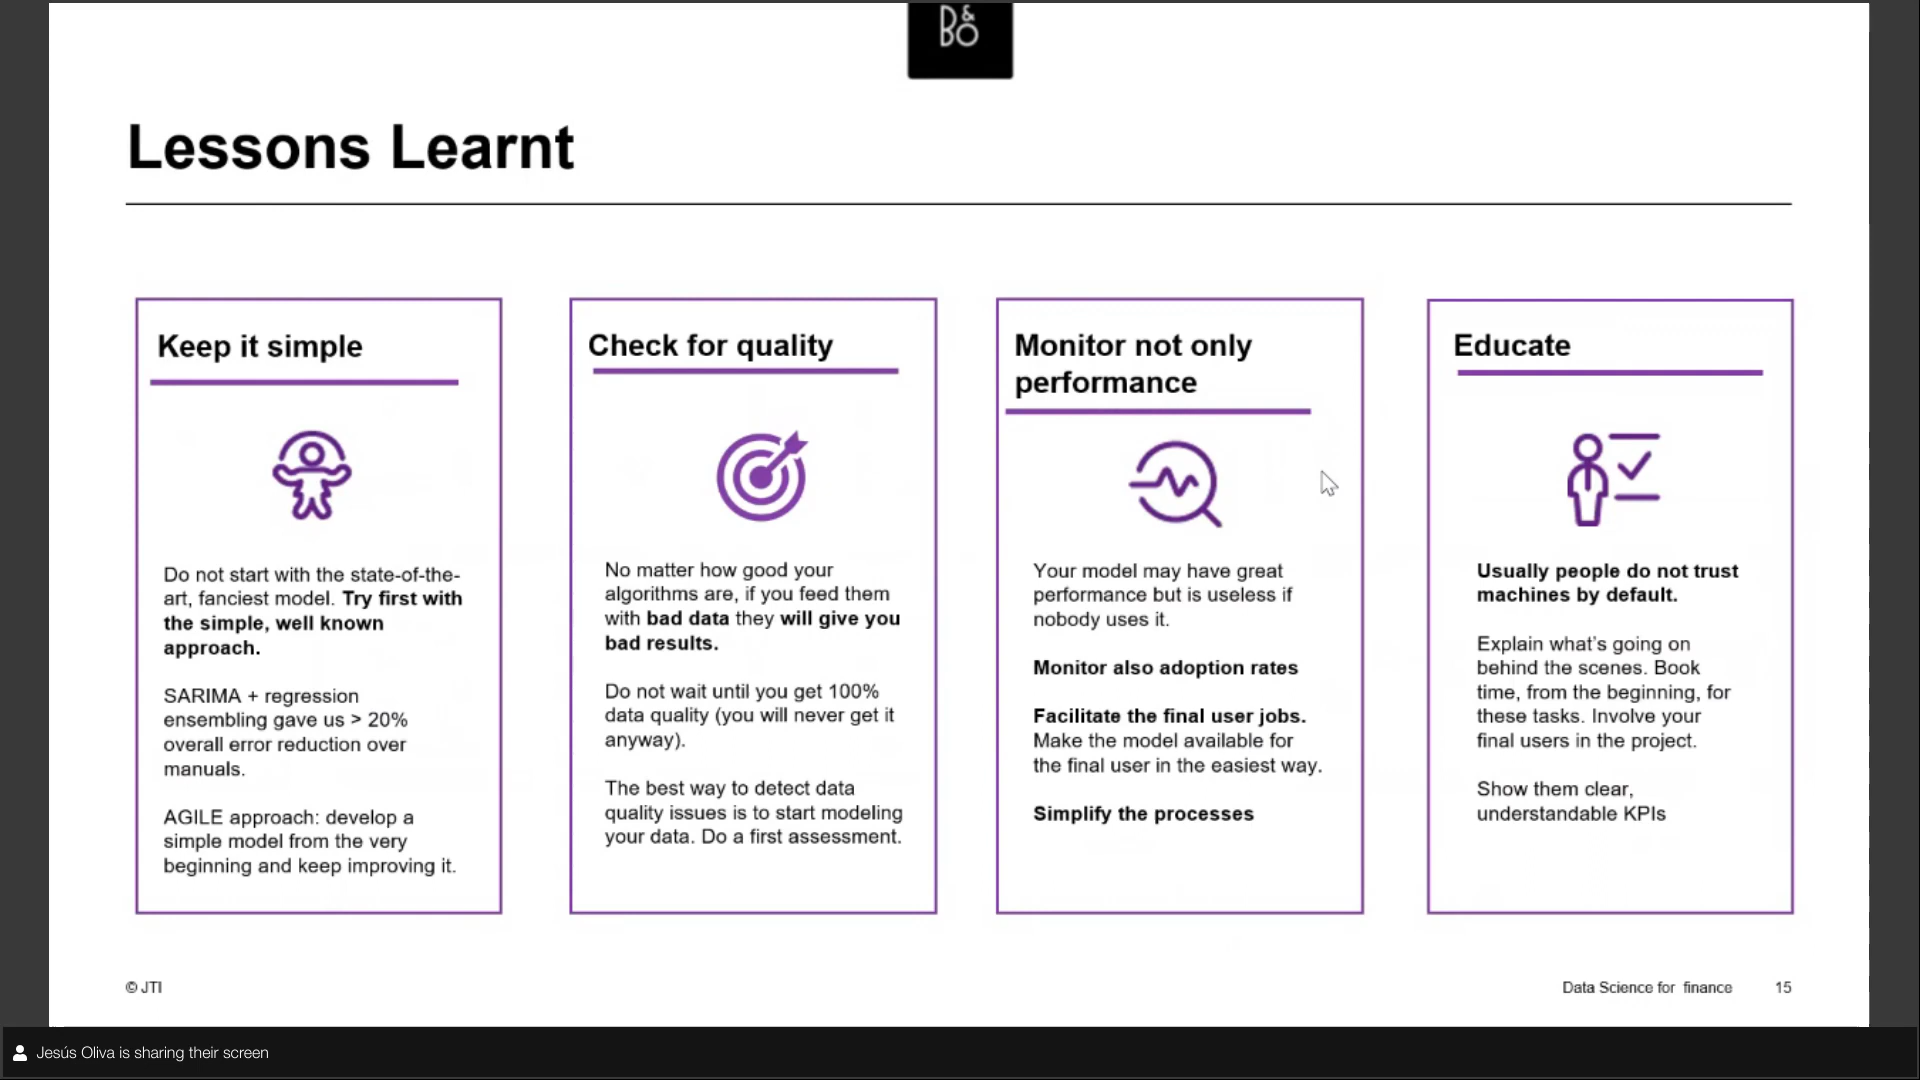 D&
BO
Lessons Learnt
Keep it simple
Do not start with the state-of-the-
art, fanciest model. Try first with
the simple, well known
approach.
SARIMA + regression
ensembling gave us > 20%
overall error reduction over
manuals.
AGILE approach: develop a
simple model from the very
beginning and keep improving it.
Check for quality
No matter how good your
algorithms are, if you feed them
with bad data they will give you
bad results.
Do not wait until you get 100%
data quality (you will never get it
anyway).
The best way to detect data
quality issues is to start modeling
your data. Do a first assessment.
Monitor not only
performance
Your model may have great
performance but is useless if
nobody uses it.
Monitor also adoption rates
Facilitate the final user jobs.
Make the model available for
the final user in the easiest way.
Simplify the processes
Educate
Usually people do not trust
machines by default.
Explain what's going on
behind the scenes. Book
time, from the beginning, for
these tasks. Involve your
final users in the project.
Show them clear,
understandable KPIs
© JTI
Data Science for finance 15
Jesús Oliva is sharing their screen